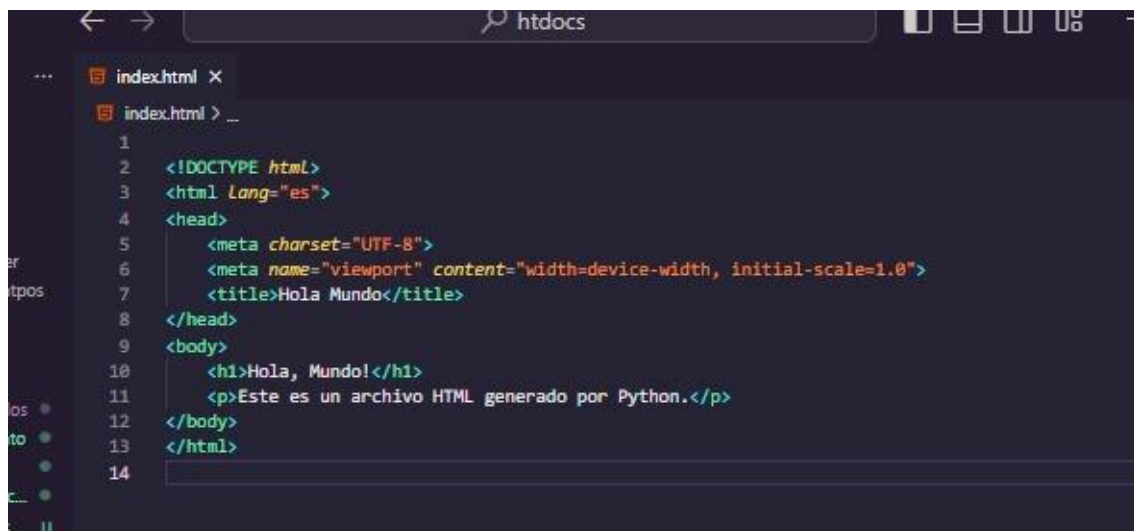 htdocs
index.html
index.html > ...
1
2 <!DOCTYPE html>
3 <html lang="es">
4 <head>
5 <meta charset="UTF-8">
6 <meta name="viewport" content="width=device-width, initial-scale=1.0">
7 <title>Hola Mundo</title>
8 </head>
9 <body>
10 <h1>Hola, Mundo!</h1>
11 <p>Este es un archivo HTML generado por Python.</p>
12 </body>
13 </html>
14